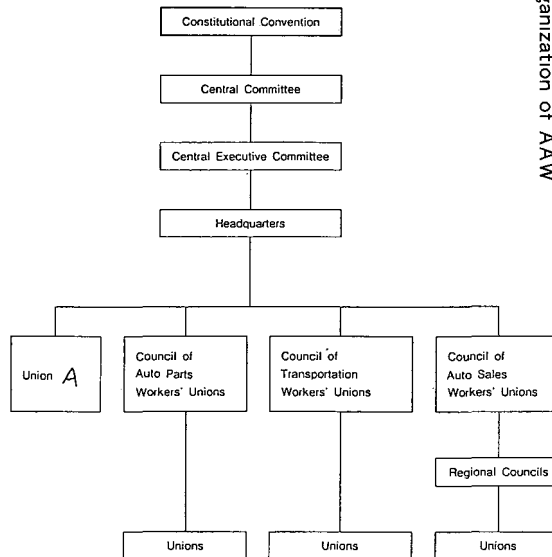 ganization of AAW
Constitutional Convention
Central Committee
Central Executive Committee
Headquarters
Union A
Council of
Auto Parts
Workers' Unions
Council of
Transportation
Workers' Unions
Council of
Auto Sales
Workers' Unions
Regional Councils
Unions
Unions
Unions